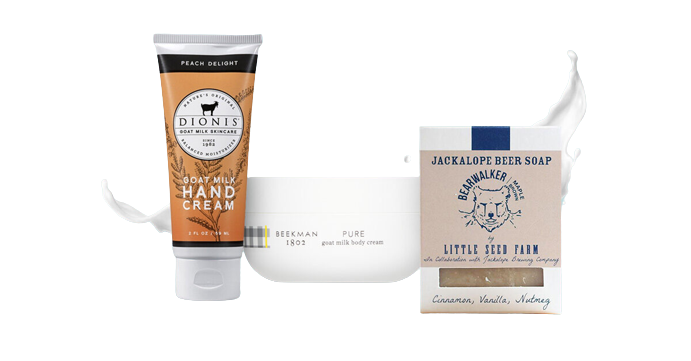 PEACH DELIGHT
NATURE'S ORIGINAL
DIONIS
GOAT MILK SKINCARE
SINCE
1982
BALANCED MOISTURIZER
GOAT MILK
HAND
CREAM
BEEKMAN
1802
PURE
goat milk body cream
JACKALOPE BEER SOAP
BEARWALKER
MAPLE
BROWN
by
LITTLE SEED FARM
In Collaboration with Jackalope Brewing Company
Cinnamon, Vanilla, Nutmeg